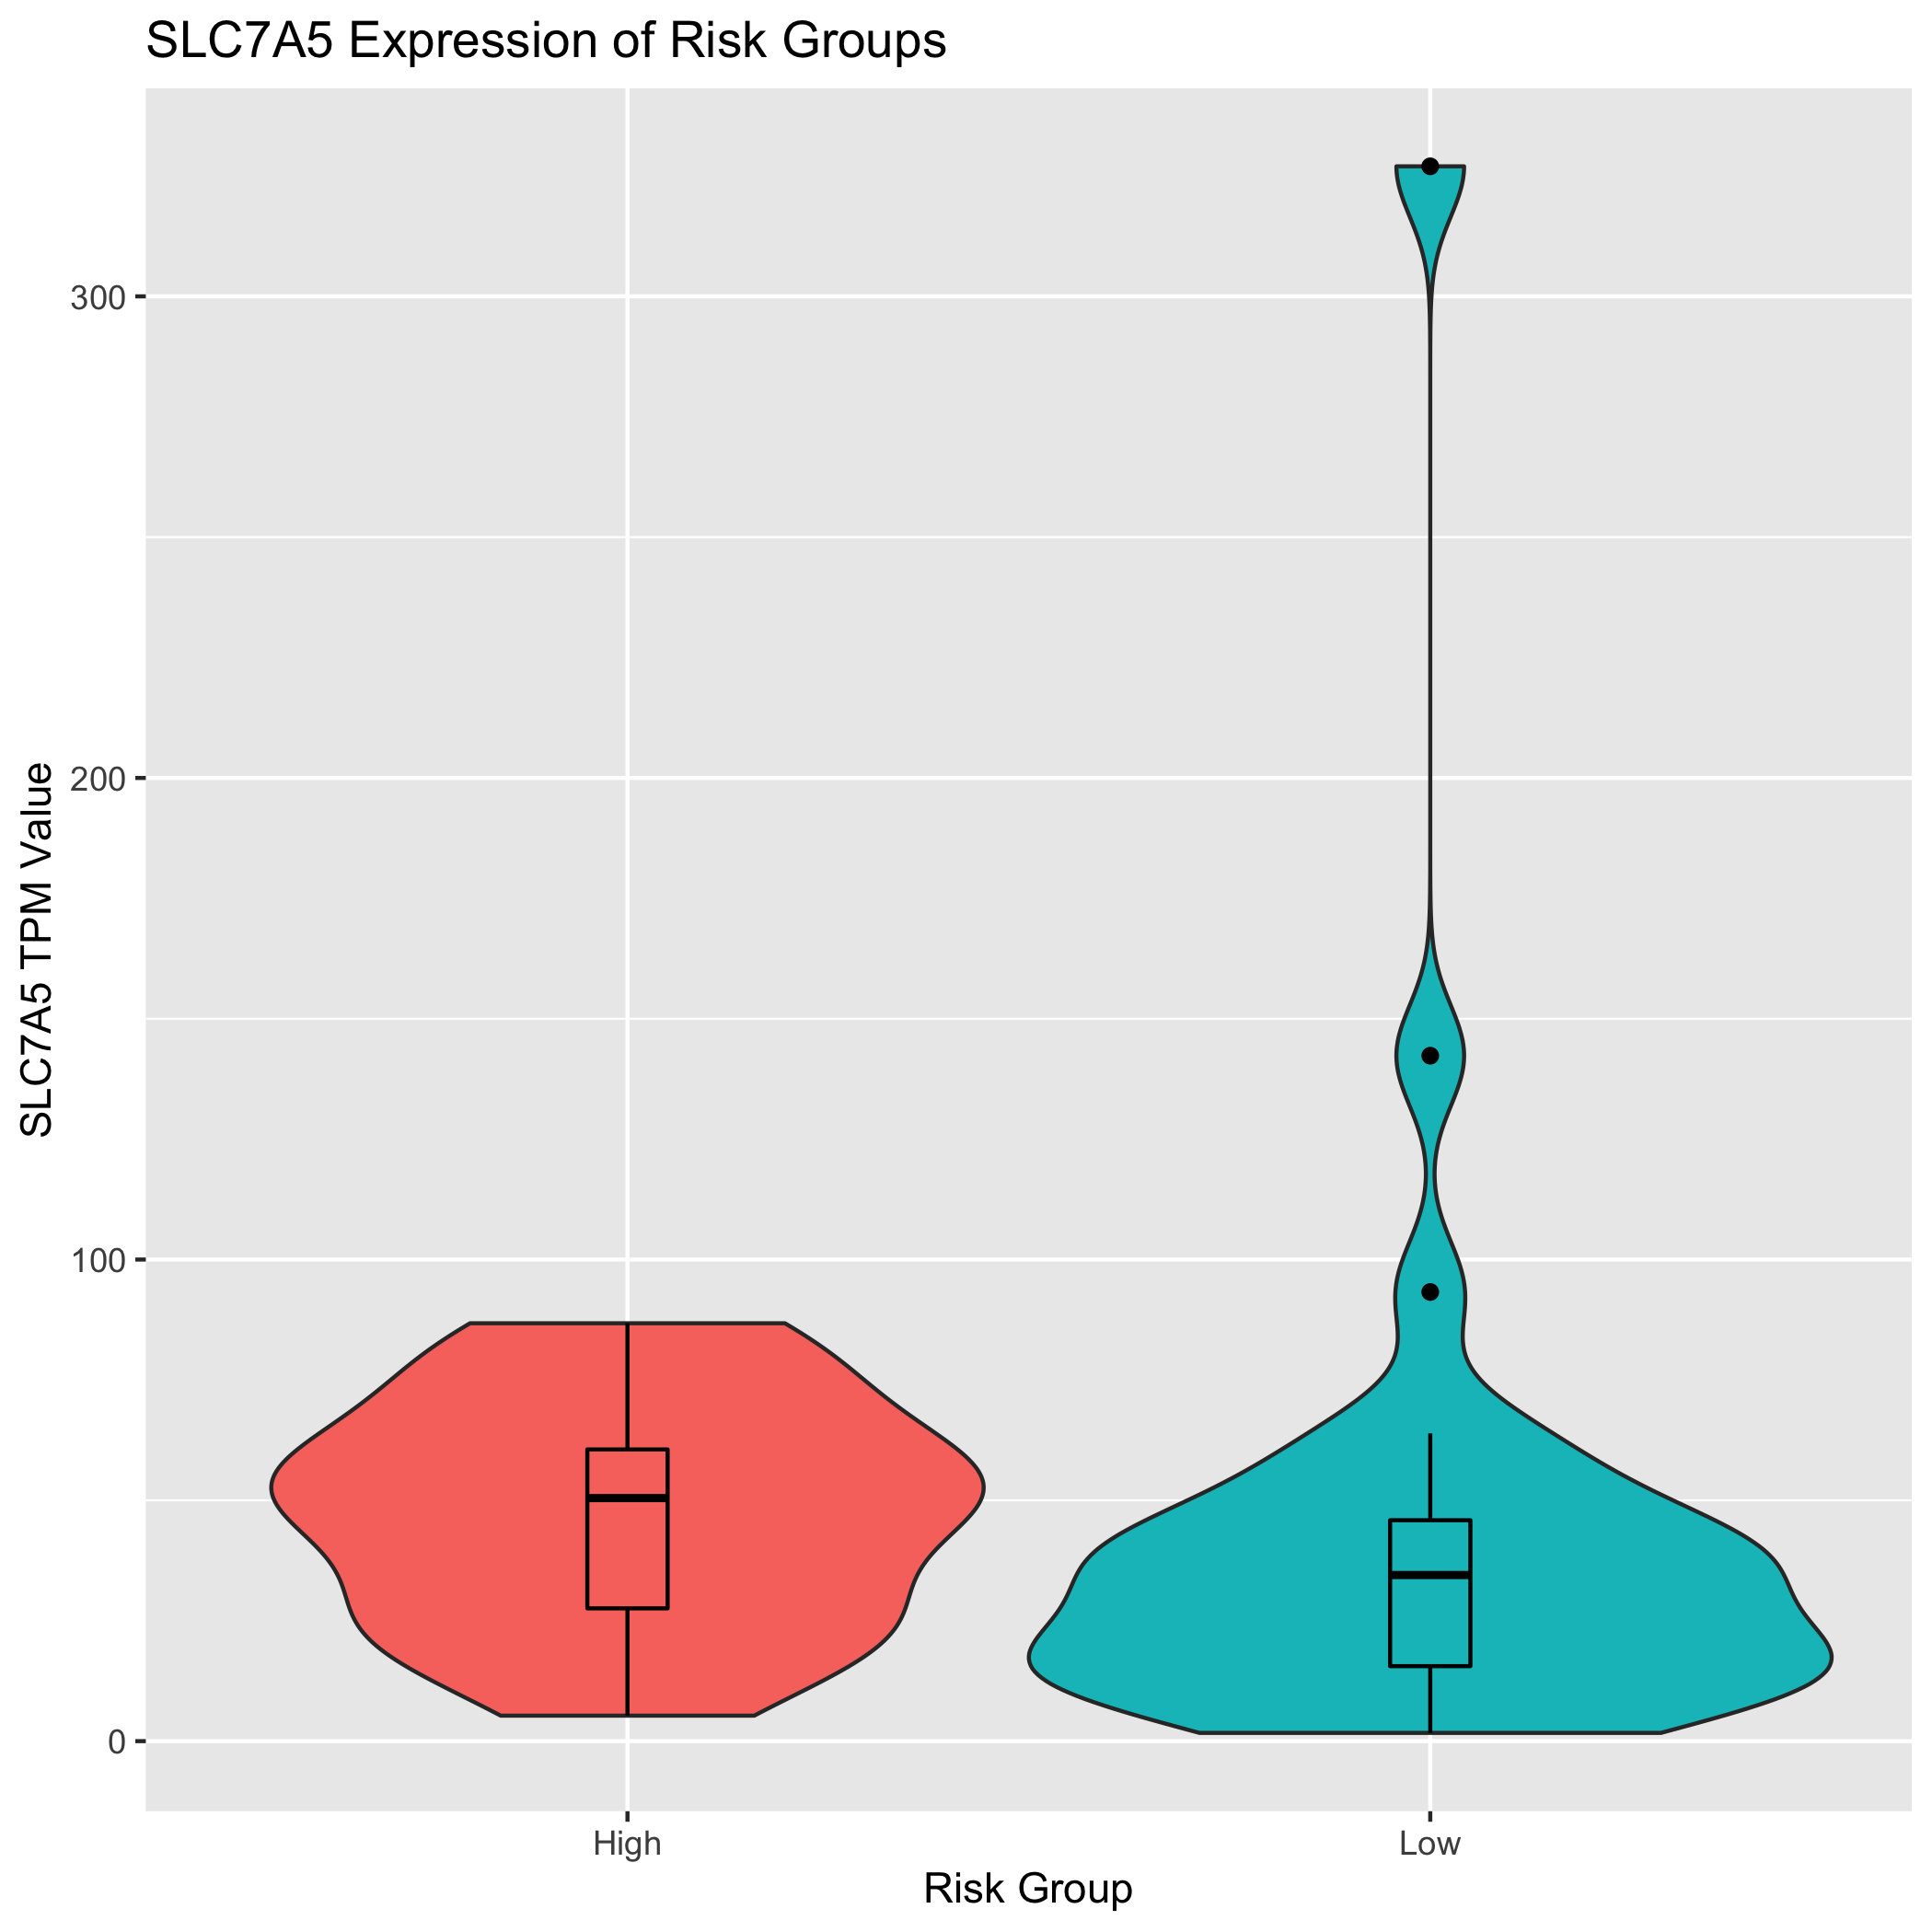 SLC7A5 Expression of Risk Groups
SLC7A5 TPM Value
300
200
100
0
High
Low
Risk Group